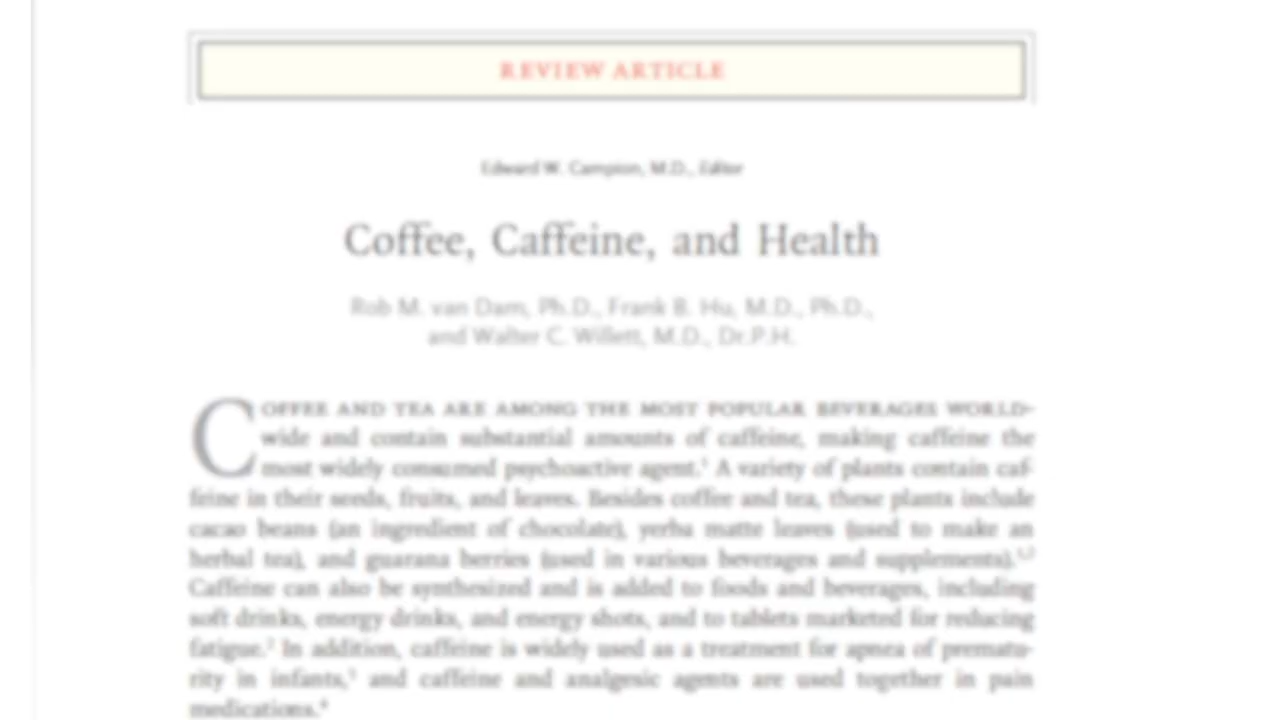 REVIEW ARTICLE
Edward W. Campion, M.D., Editor
Coffee, Caffeine, and Health
Rob M. van Dam, Ph.D., Frank B. Hu, M.D., Ph.D.,
and Walter C. Willett, M.D., Dr.P.H.
COFFEE AND TEA ARE AMONG THE MOST POPULAR BEVERAGES WORLD-
wide and contain substantial amounts of caffeine, making caffeine the
most widely consumed psychoactive agent.¹ A variety of plants contain caf-
feine in their seeds, fruits, and leaves. Besides coffee and tea, these plants include
cacao beans (an ingredient of chocolate), yerba matte leaves (used to make an
herbal tea), and guarana berries (used in various beverages and supplements).¹,²
Caffeine can also be synthesized and is added to foods and beverages, including
soft drinks, energy drinks, and energy shots, and to tablets marketed for reducing
fatigue.² In addition, caffeine is widely used as a treatment for apnea of prematu-
rity in infants,³ and caffeine and analgesic agents are used together in pain
medications.⁴